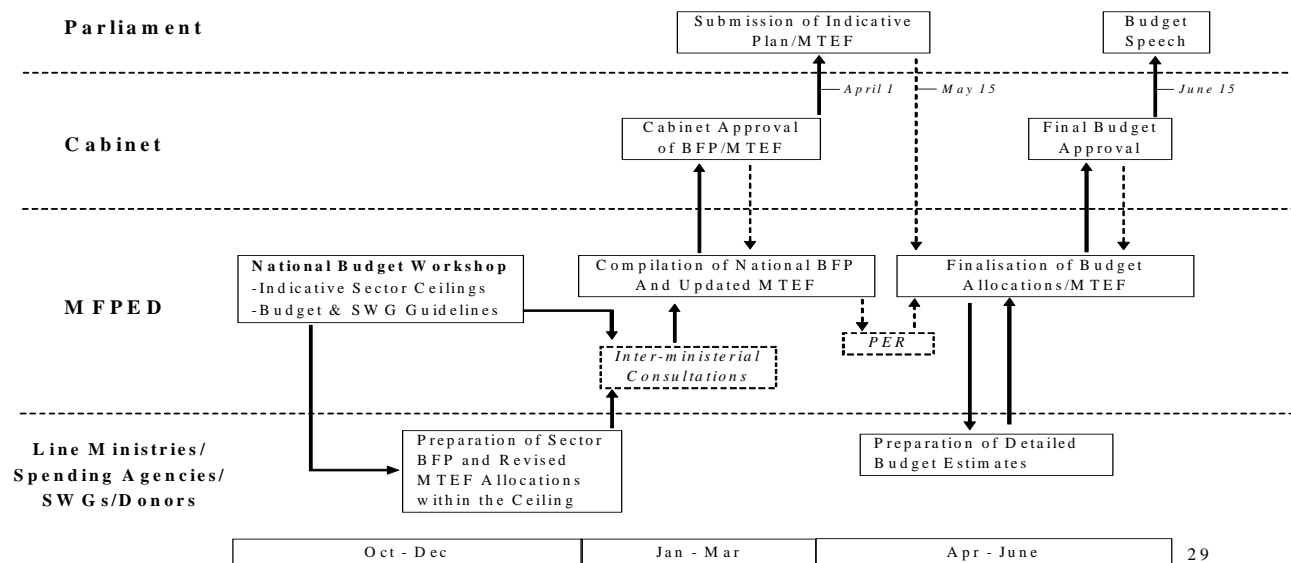 Parliament
Submission of Indicative
Plan/MTEF
Budget
Speech
April 1
May 15
June 15
Cabinet
Cabinet Approval
of BFP/MTEF
Final Budget
Approval
MFPED
National Budget Workshop
-Indicative Sector Ceilings
-Budget & SWG Guidelines
Compilation of National BFP
And Updated MTEF
Finalisation of Budget
Allocations/MTEF
PER
Inter-ministerial
Consultations
Line Ministries/
Spending Agencies/
SWGs/Donors
Preparation of Sector
BFP and Revised
MTEF Allocations
within the Ceiling
Preparation of Detailed
Budget Estimates
Oct - Dec
Jan - Mar
Apr - June
29